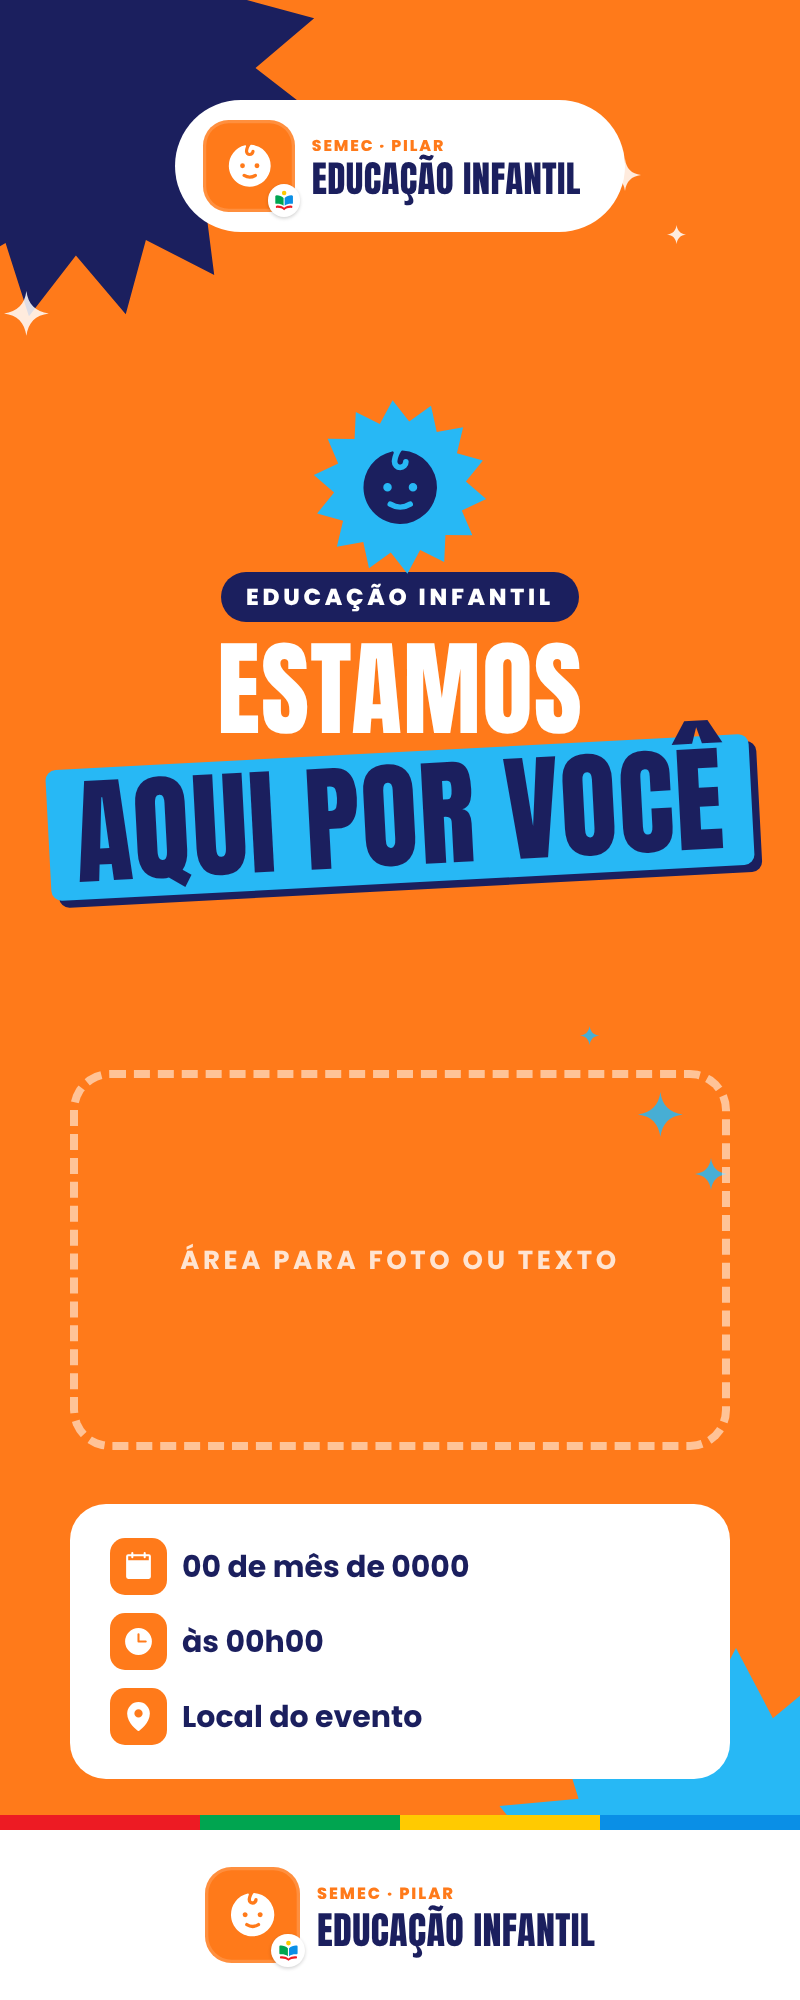 SEMEC · PILAR
EDUCAÇÃO INFANTIL
EDUCAÇÃO INFANTIL
ESTAMOS
AQUI POR VOCÊ
ÁREA PARA FOTO OU TEXTO
00 de mês de 0000
às 00h00
Local do evento
SEMEC · PILAR
EDUCAÇÃO INFANTIL